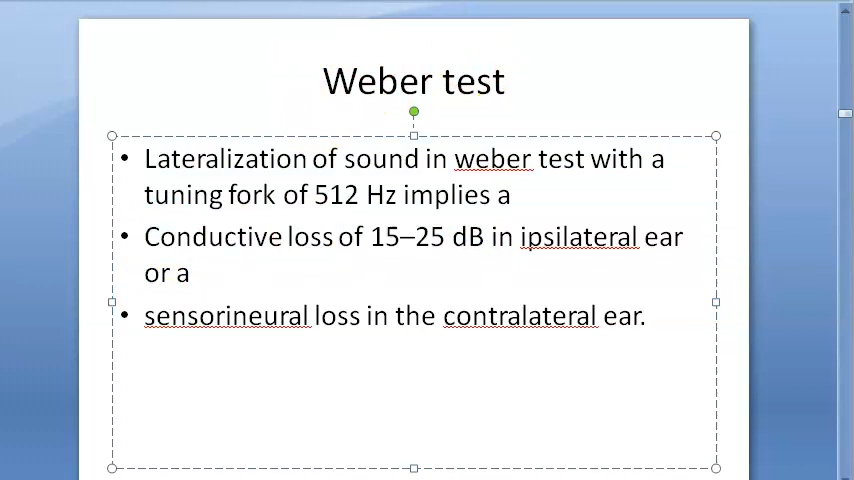 Weber test
• Lateralization of sound in weber test with a
tuning fork of 512 Hz implies a
• Conductive loss of 15–25 dB in ipsilateral ear
or a
• sensorineural loss in the contralateral ear.